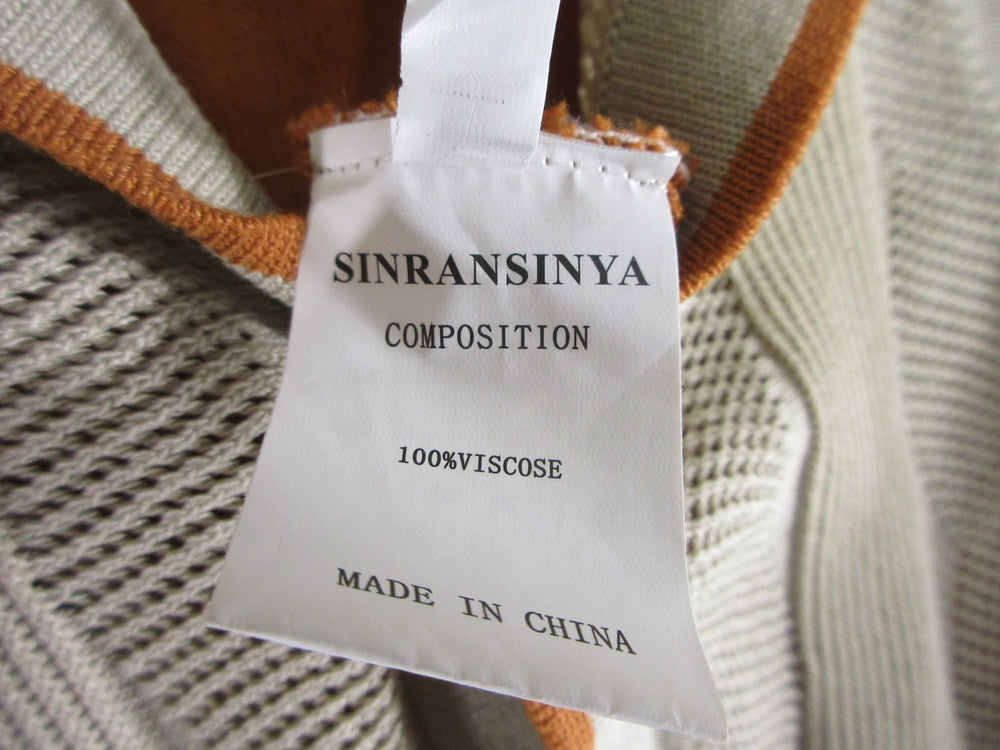 SINRANSINYA
COMPOSITION
100%VISCOSE
MADE IN CHINA